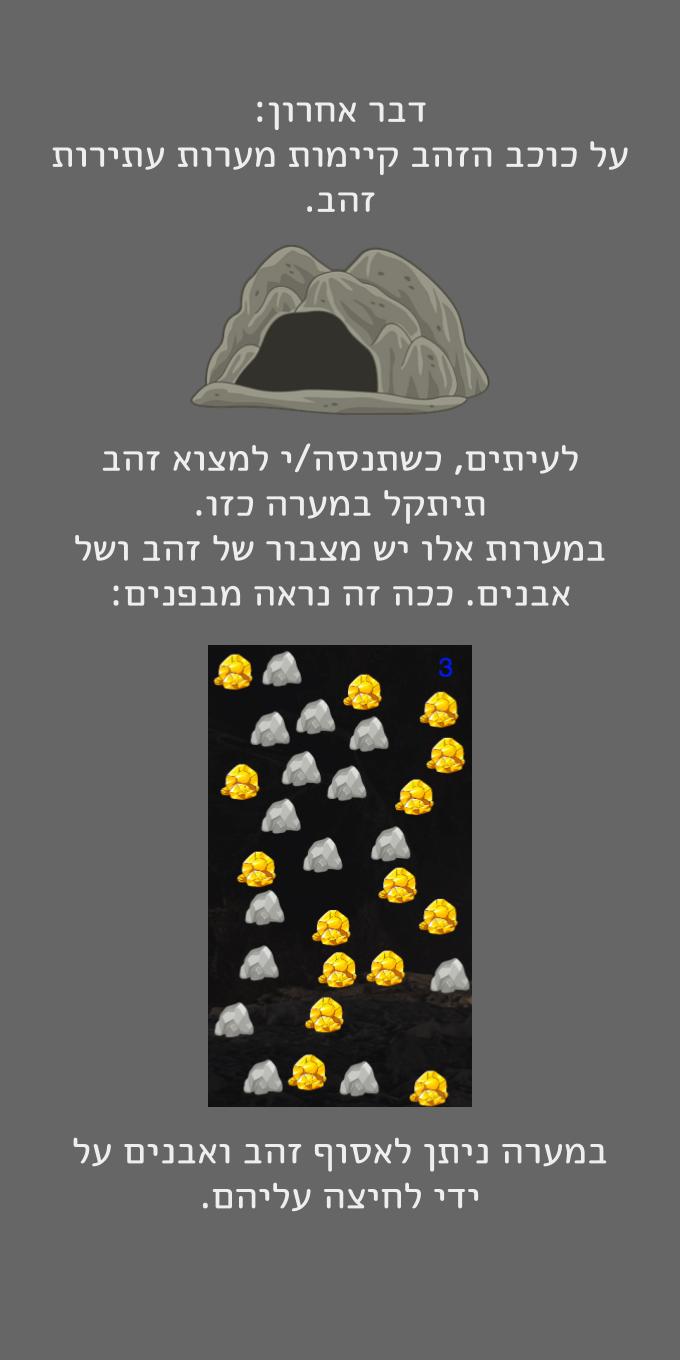 דבר אחרון:
על כוכב הזהב קיימות מערות עתירות
זהב.
לעיתים, כשתנסה/י למצוא זהב
תיתקל במערה כזו.
במערות אלו יש מצבור של זהב ושל
אבנים. ככה זה נראה מבפנים:
3
במערה ניתן לאסוף זהב ואבנים על
ידי לחיצה עליהם.